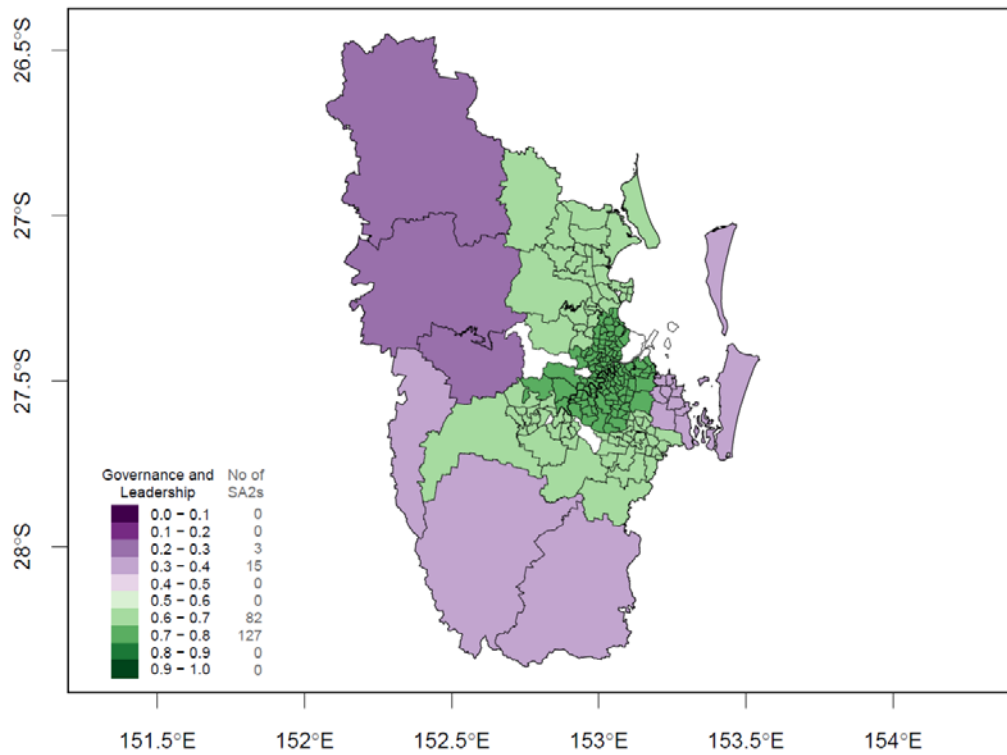 26.5°S
27°S
27.5°S
28°S
Governance and Leadership No of SA2s
0.0 – 0.1 0
0.1 – 0.2 0
0.2 – 0.3 3
0.3 – 0.4 15
0.4 – 0.5 0
0.5 – 0.6 0
0.6 – 0.7 82
0.7 – 0.8 127
0.8 – 0.9 0
0.9 – 1.0 0
151.5°E 152°E 152.5°E 153°E 153.5°E 154°E